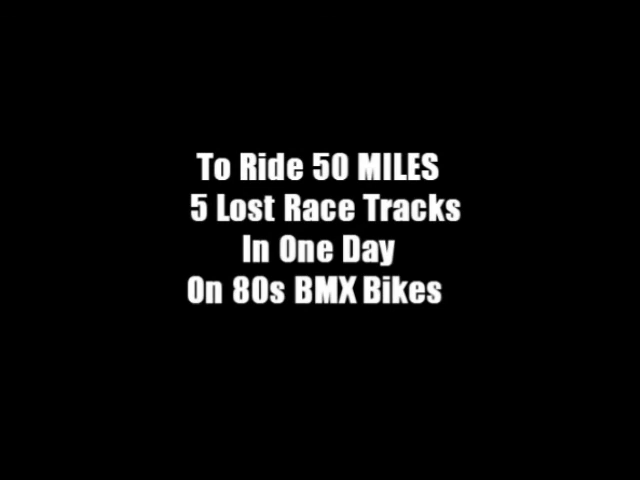 To Ride 50 MILES
5 Lost Race Tracks
In One Day
On 80s BMX Bikes